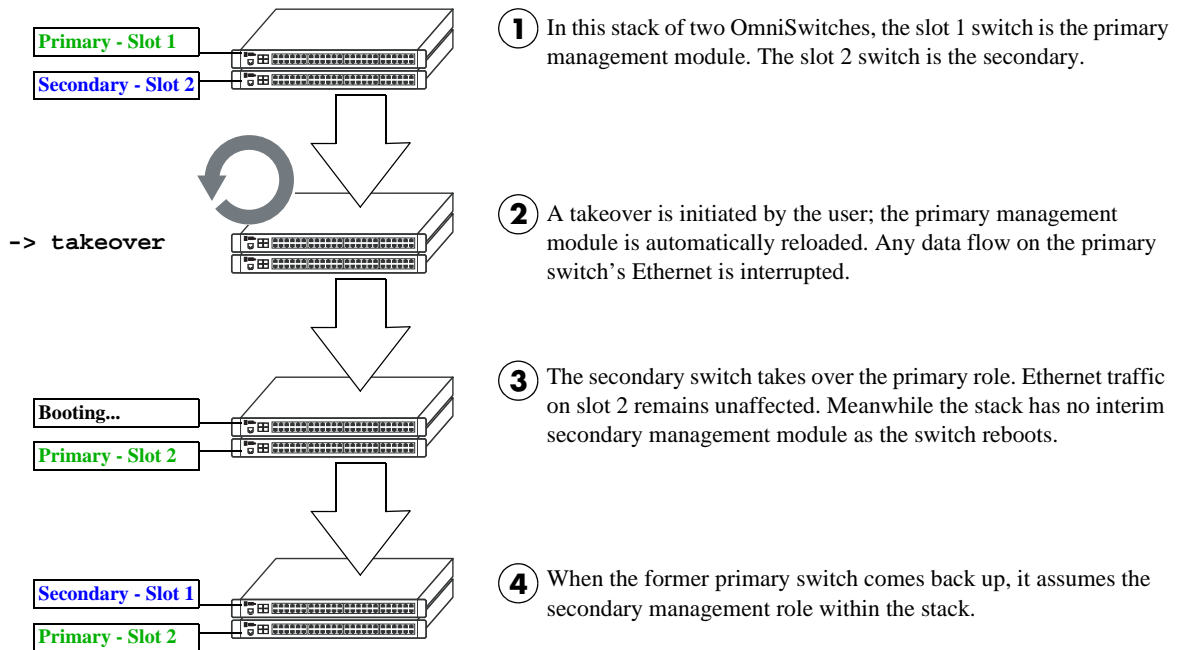 Primary - Slot 1
Secondary - Slot 2
1 In this stack of two OmniSwitches, the slot 1 switch is the primary
management module. The slot 2 switch is the secondary.
-> takeover
2 A takeover is initiated by the user; the primary management
module is automatically reloaded. Any data flow on the primary
switch’s Ethernet is interrupted.
Booting...
Primary - Slot 2
3 The secondary switch takes over the primary role. Ethernet traffic
on slot 2 remains unaffected. Meanwhile the stack has no interim
secondary management module as the switch reboots.
Secondary - Slot 1
Primary - Slot 2
4 When the former primary switch comes back up, it assumes the
secondary management role within the stack.